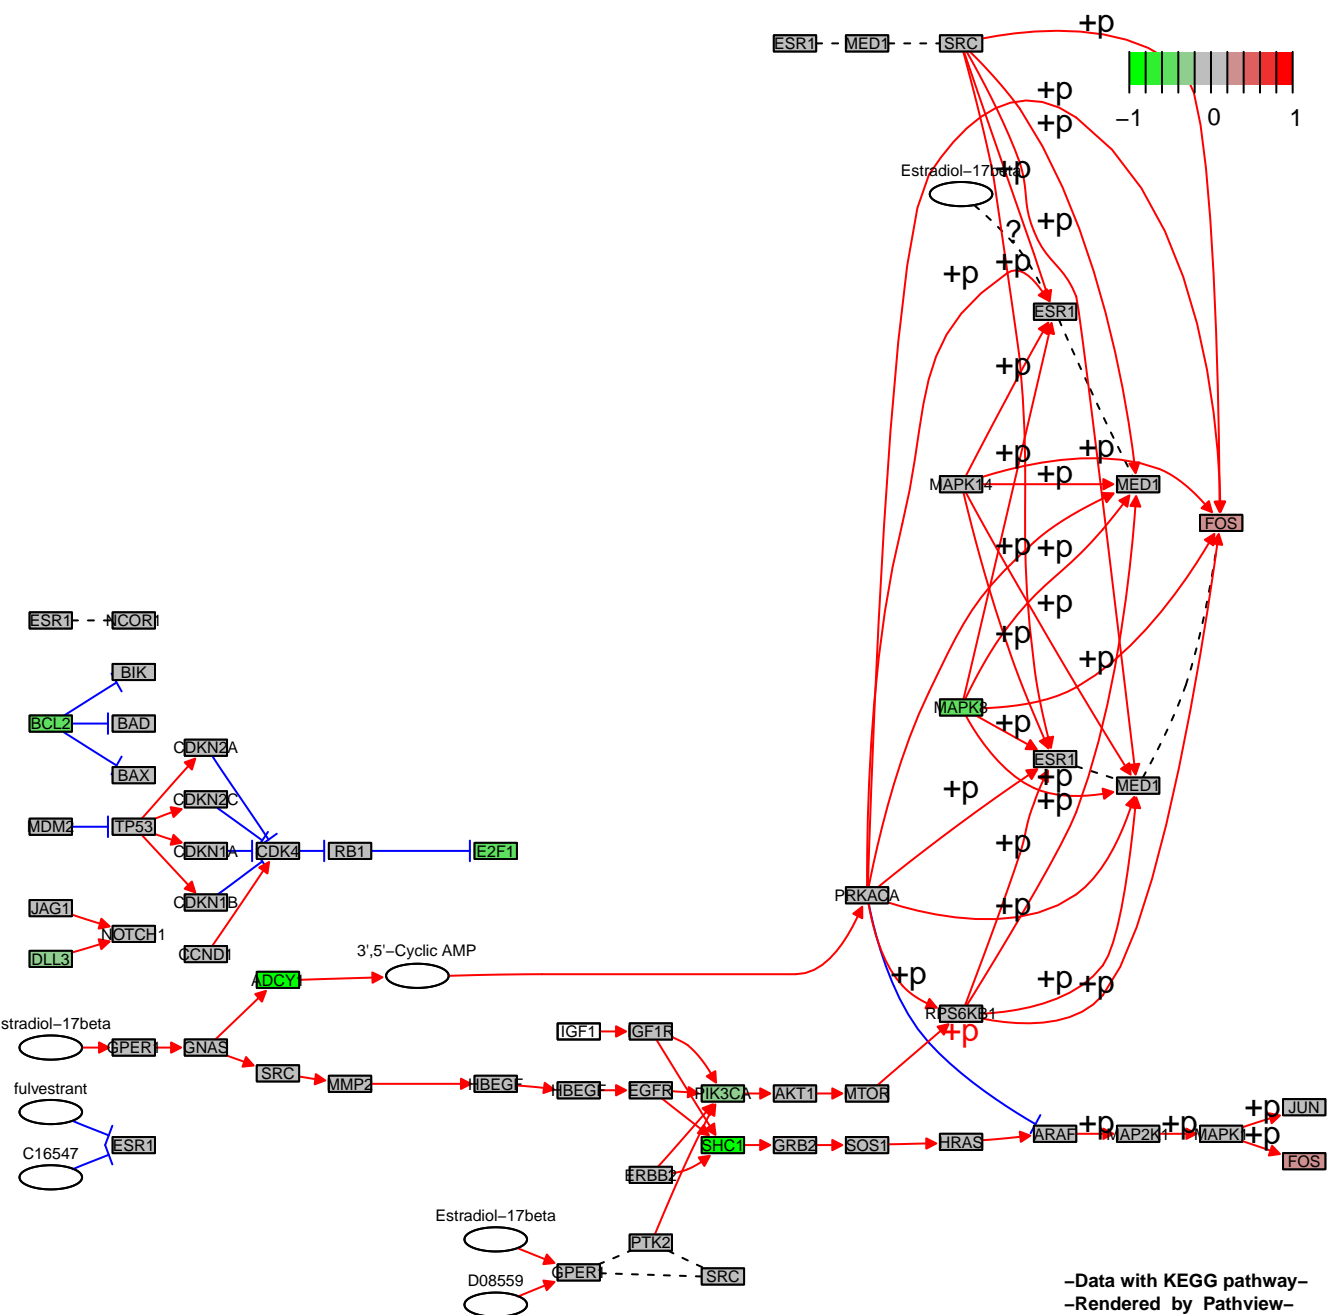 +p
ESR1 MED1 SRC
−1 0 1
+p
+p
Estradiol−17beta
+p
+p
?
+p
+p
ESR1
+p
+p
+p
+p
MAPK14
MED1
FOS
+p
+p
+p
ESR1 NCOR1
+p
+p
BIK
MAPK8
BCL2 BAD
+p
CDKN2A
ESR1
BAX
+p
MED1
+p
CDKN2C
+p
MDM2 TP53
+p
CDKN1A CDK4 RB1 E2F1
PRKACA
CDKN1B
+p
JAG1
NOTCH1
CCND1
3',5'−Cyclic AMP
DLL3
ADCY1
+p
+p
+p
RPS6KB1
stradiol−17beta
+p
IGF1 GF1R
GPER1 GNAS
SRC
MMP2 HBEGF HBEGF EGFR PIK3CA AKT1 MTOR
fulvestrant
+p JUN
+p
+p
ARAF MAP2K1 MAPK1
+p
C16547
ESR1
SHC1 GRB2 SOS1 HRAS
FOS
ERBB2
Estradiol−17beta
PTK2
GPER1
SRC
D08559
−Data with KEGG pathway−
−Rendered by Pathview−